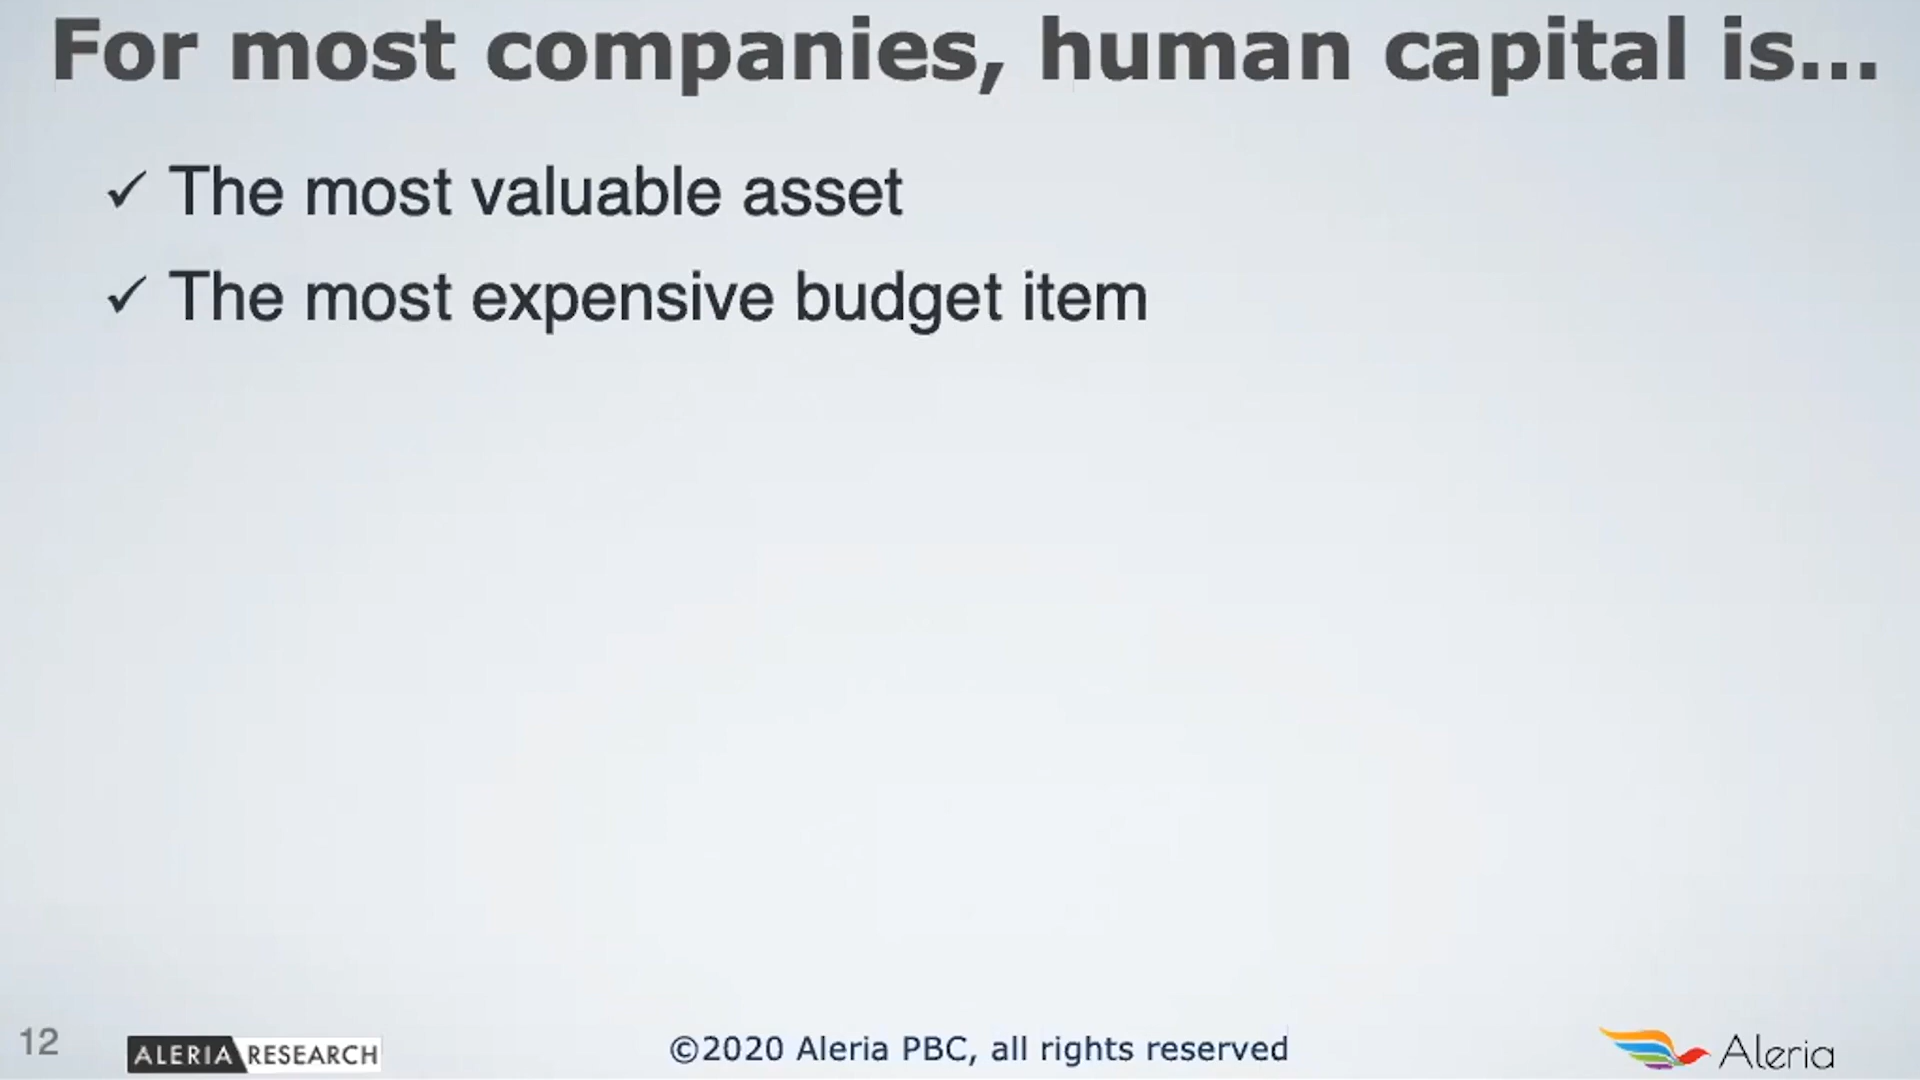 For most companies, human capital is...
✓ The most valuable asset
✓ The most expensive budget item
12
ALERIA RESEARCH
©2020 Aleria PBC, all rights reserved
Aleria